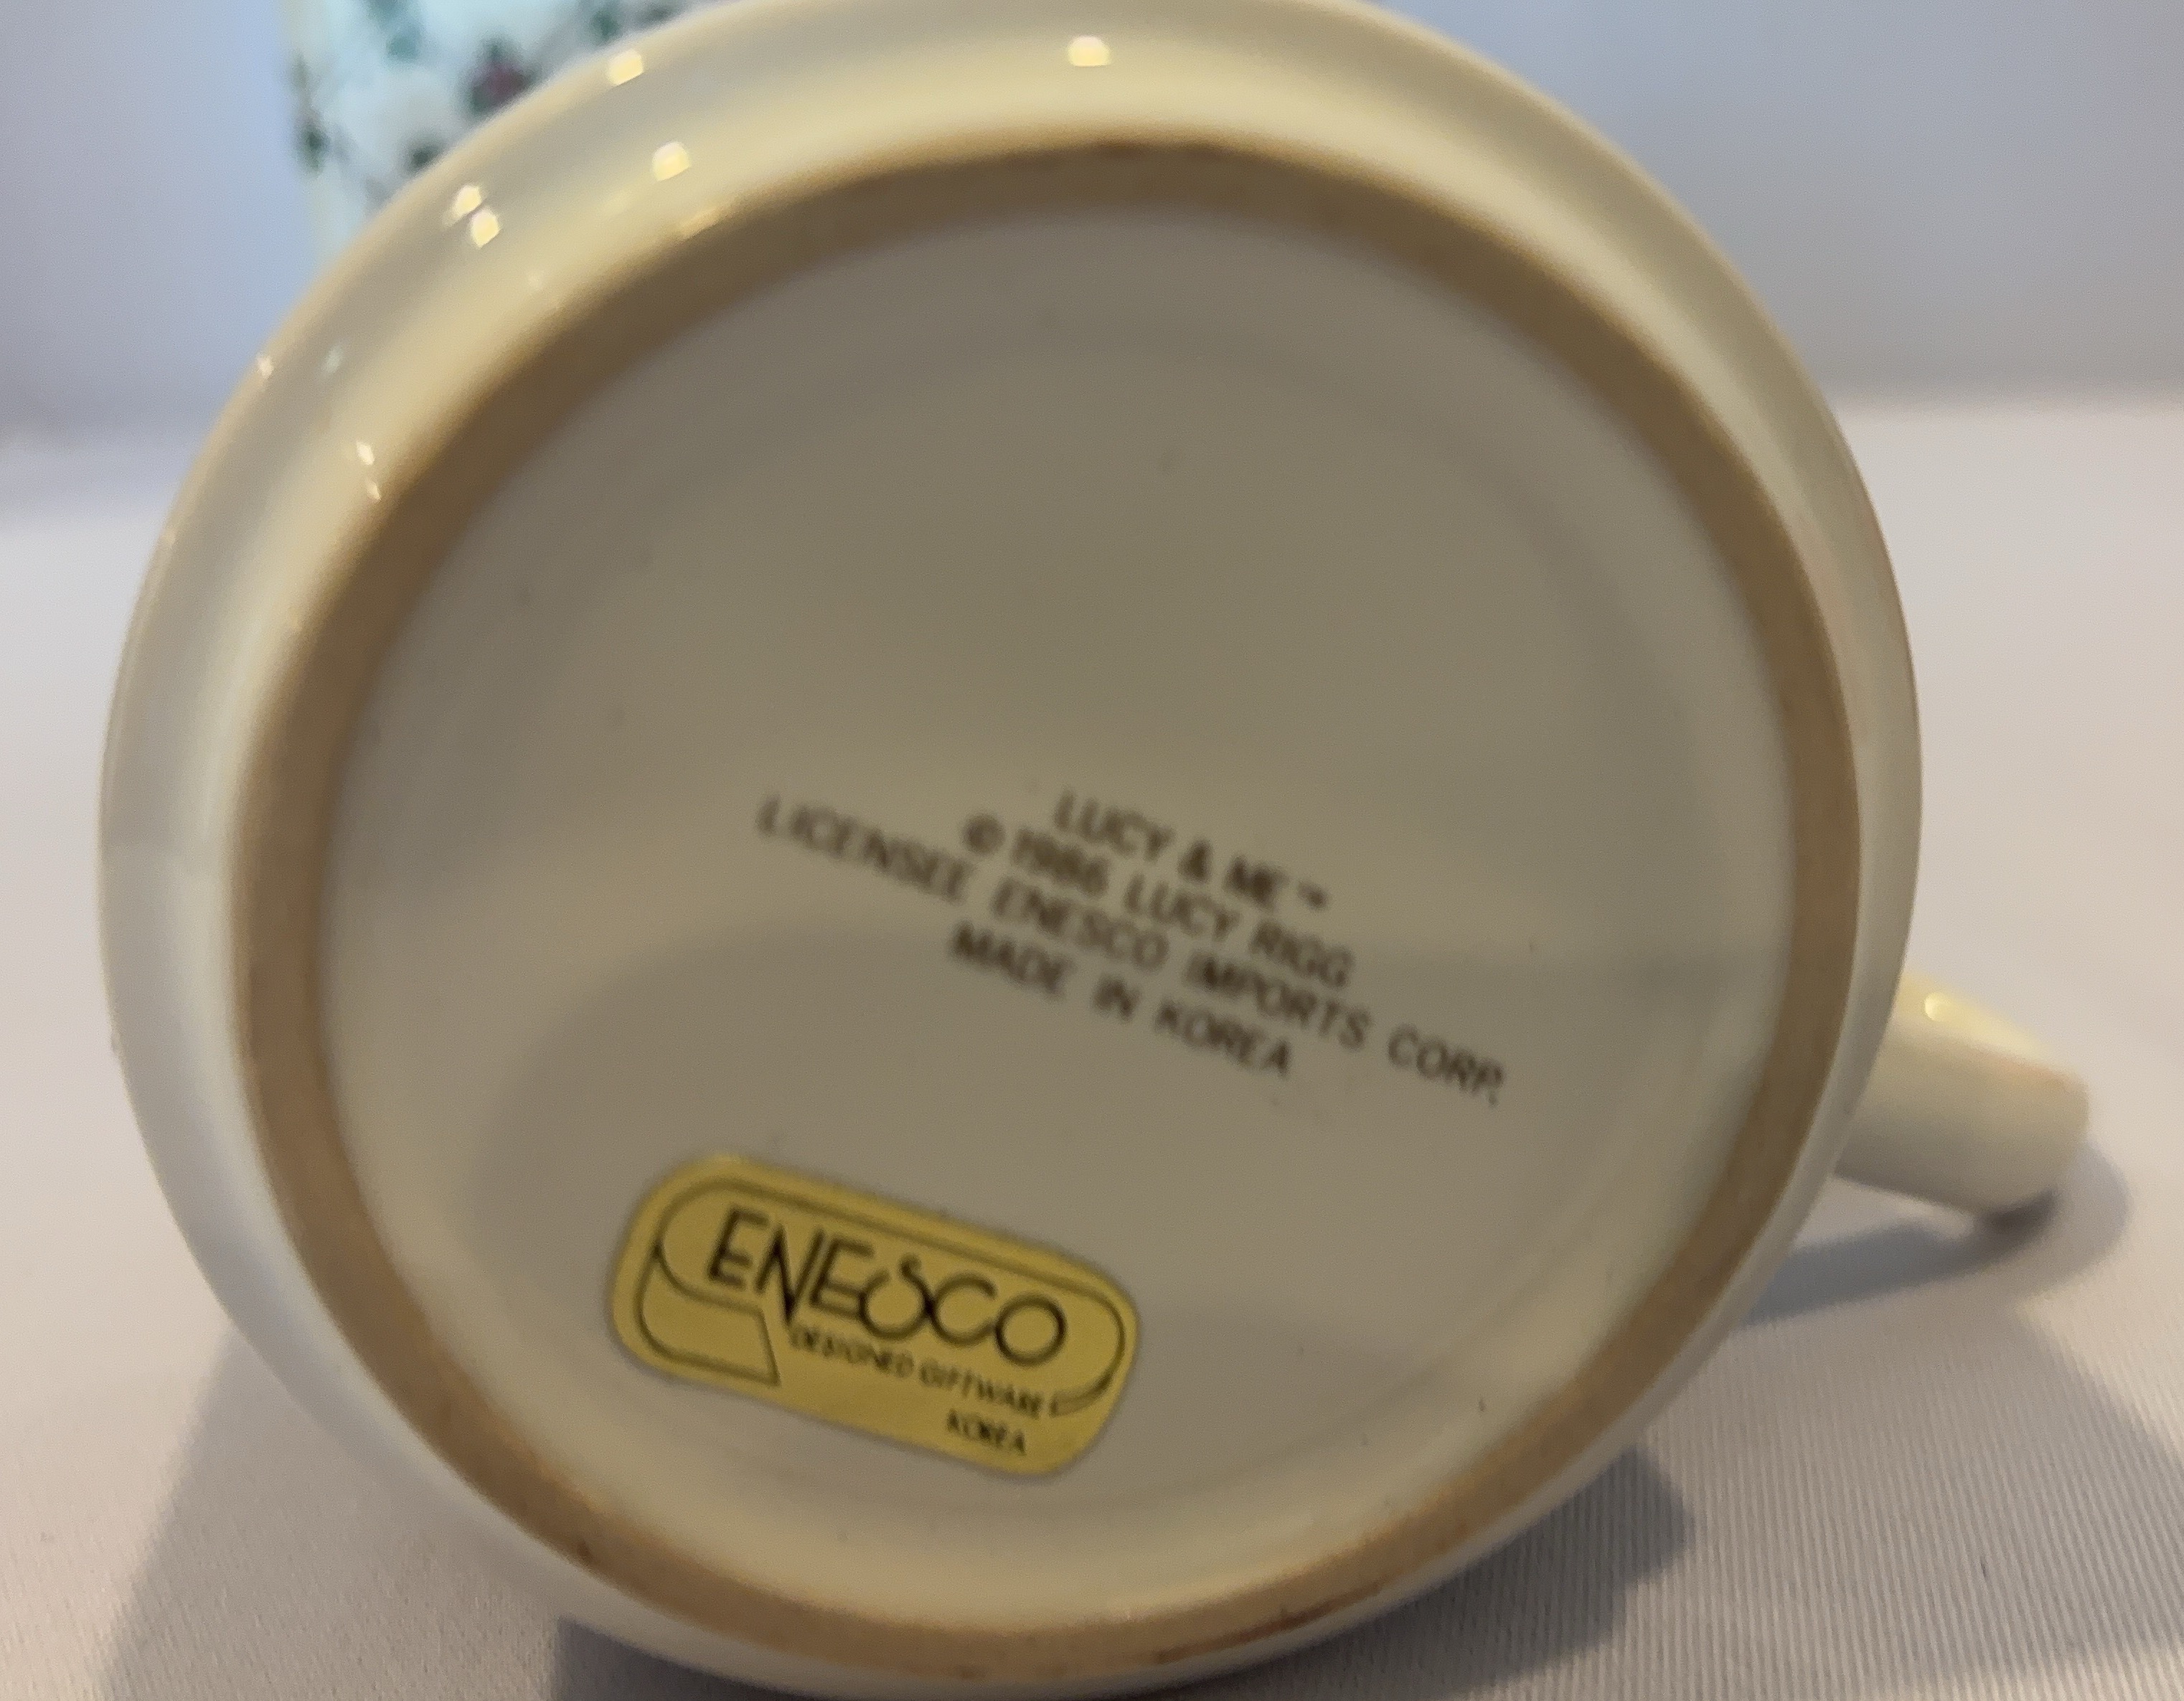 LUCY & ME™
© 1986 LUCY RIGG
LICENSEE ENESCO IMPORTS CORP.
MADE IN KOREA
ENESCO
DESIGNED GIFTWARE
KOREA